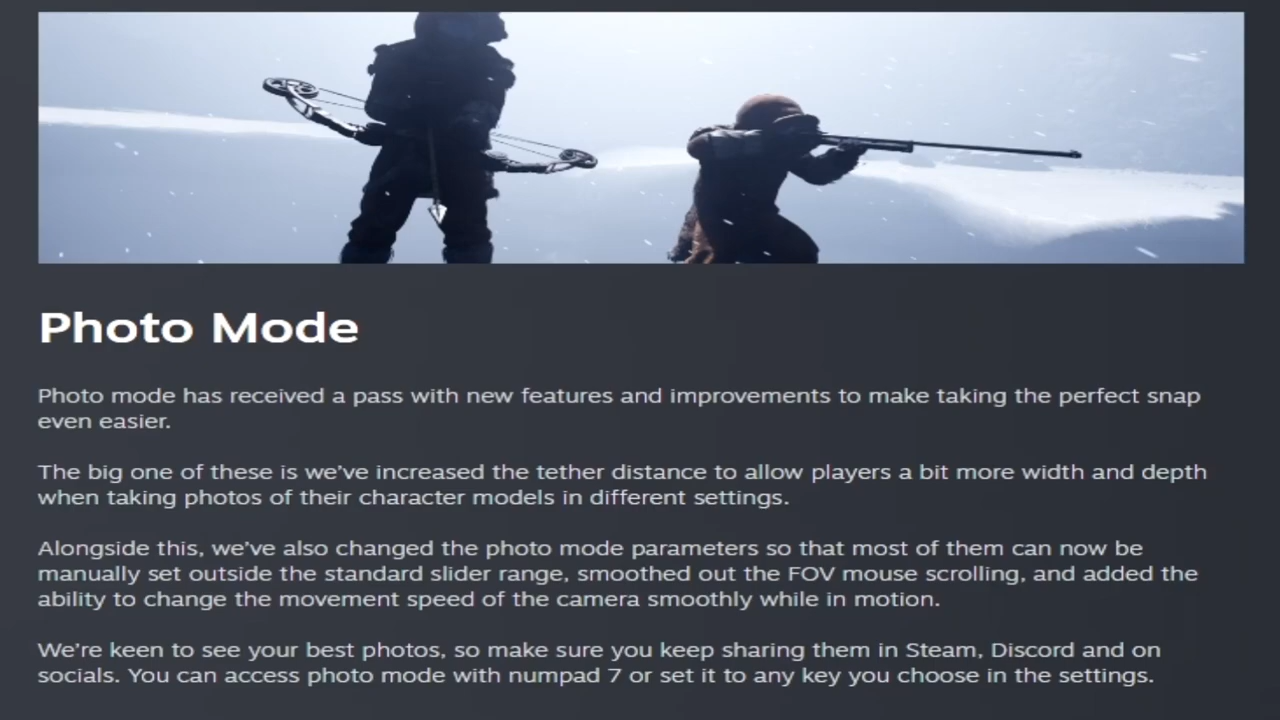 Photo Mode
Photo mode has received a pass with new features and improvements to make taking the perfect snap
even easier.
The big one of these is we’ve increased the tether distance to allow players a bit more width and depth
when taking photos of their character models in different settings.
Alongside this, we’ve also changed the photo mode parameters so that most of them can now be
manually set outside the standard slider range, smoothed out the FOV mouse scrolling, and added the
ability to change the movement speed of the camera smoothly while in motion.
We’re keen to see your best photos, so make sure you keep sharing them in Steam, Discord and on
socials. You can access photo mode with numpad 7 or set it to any key you choose in the settings.